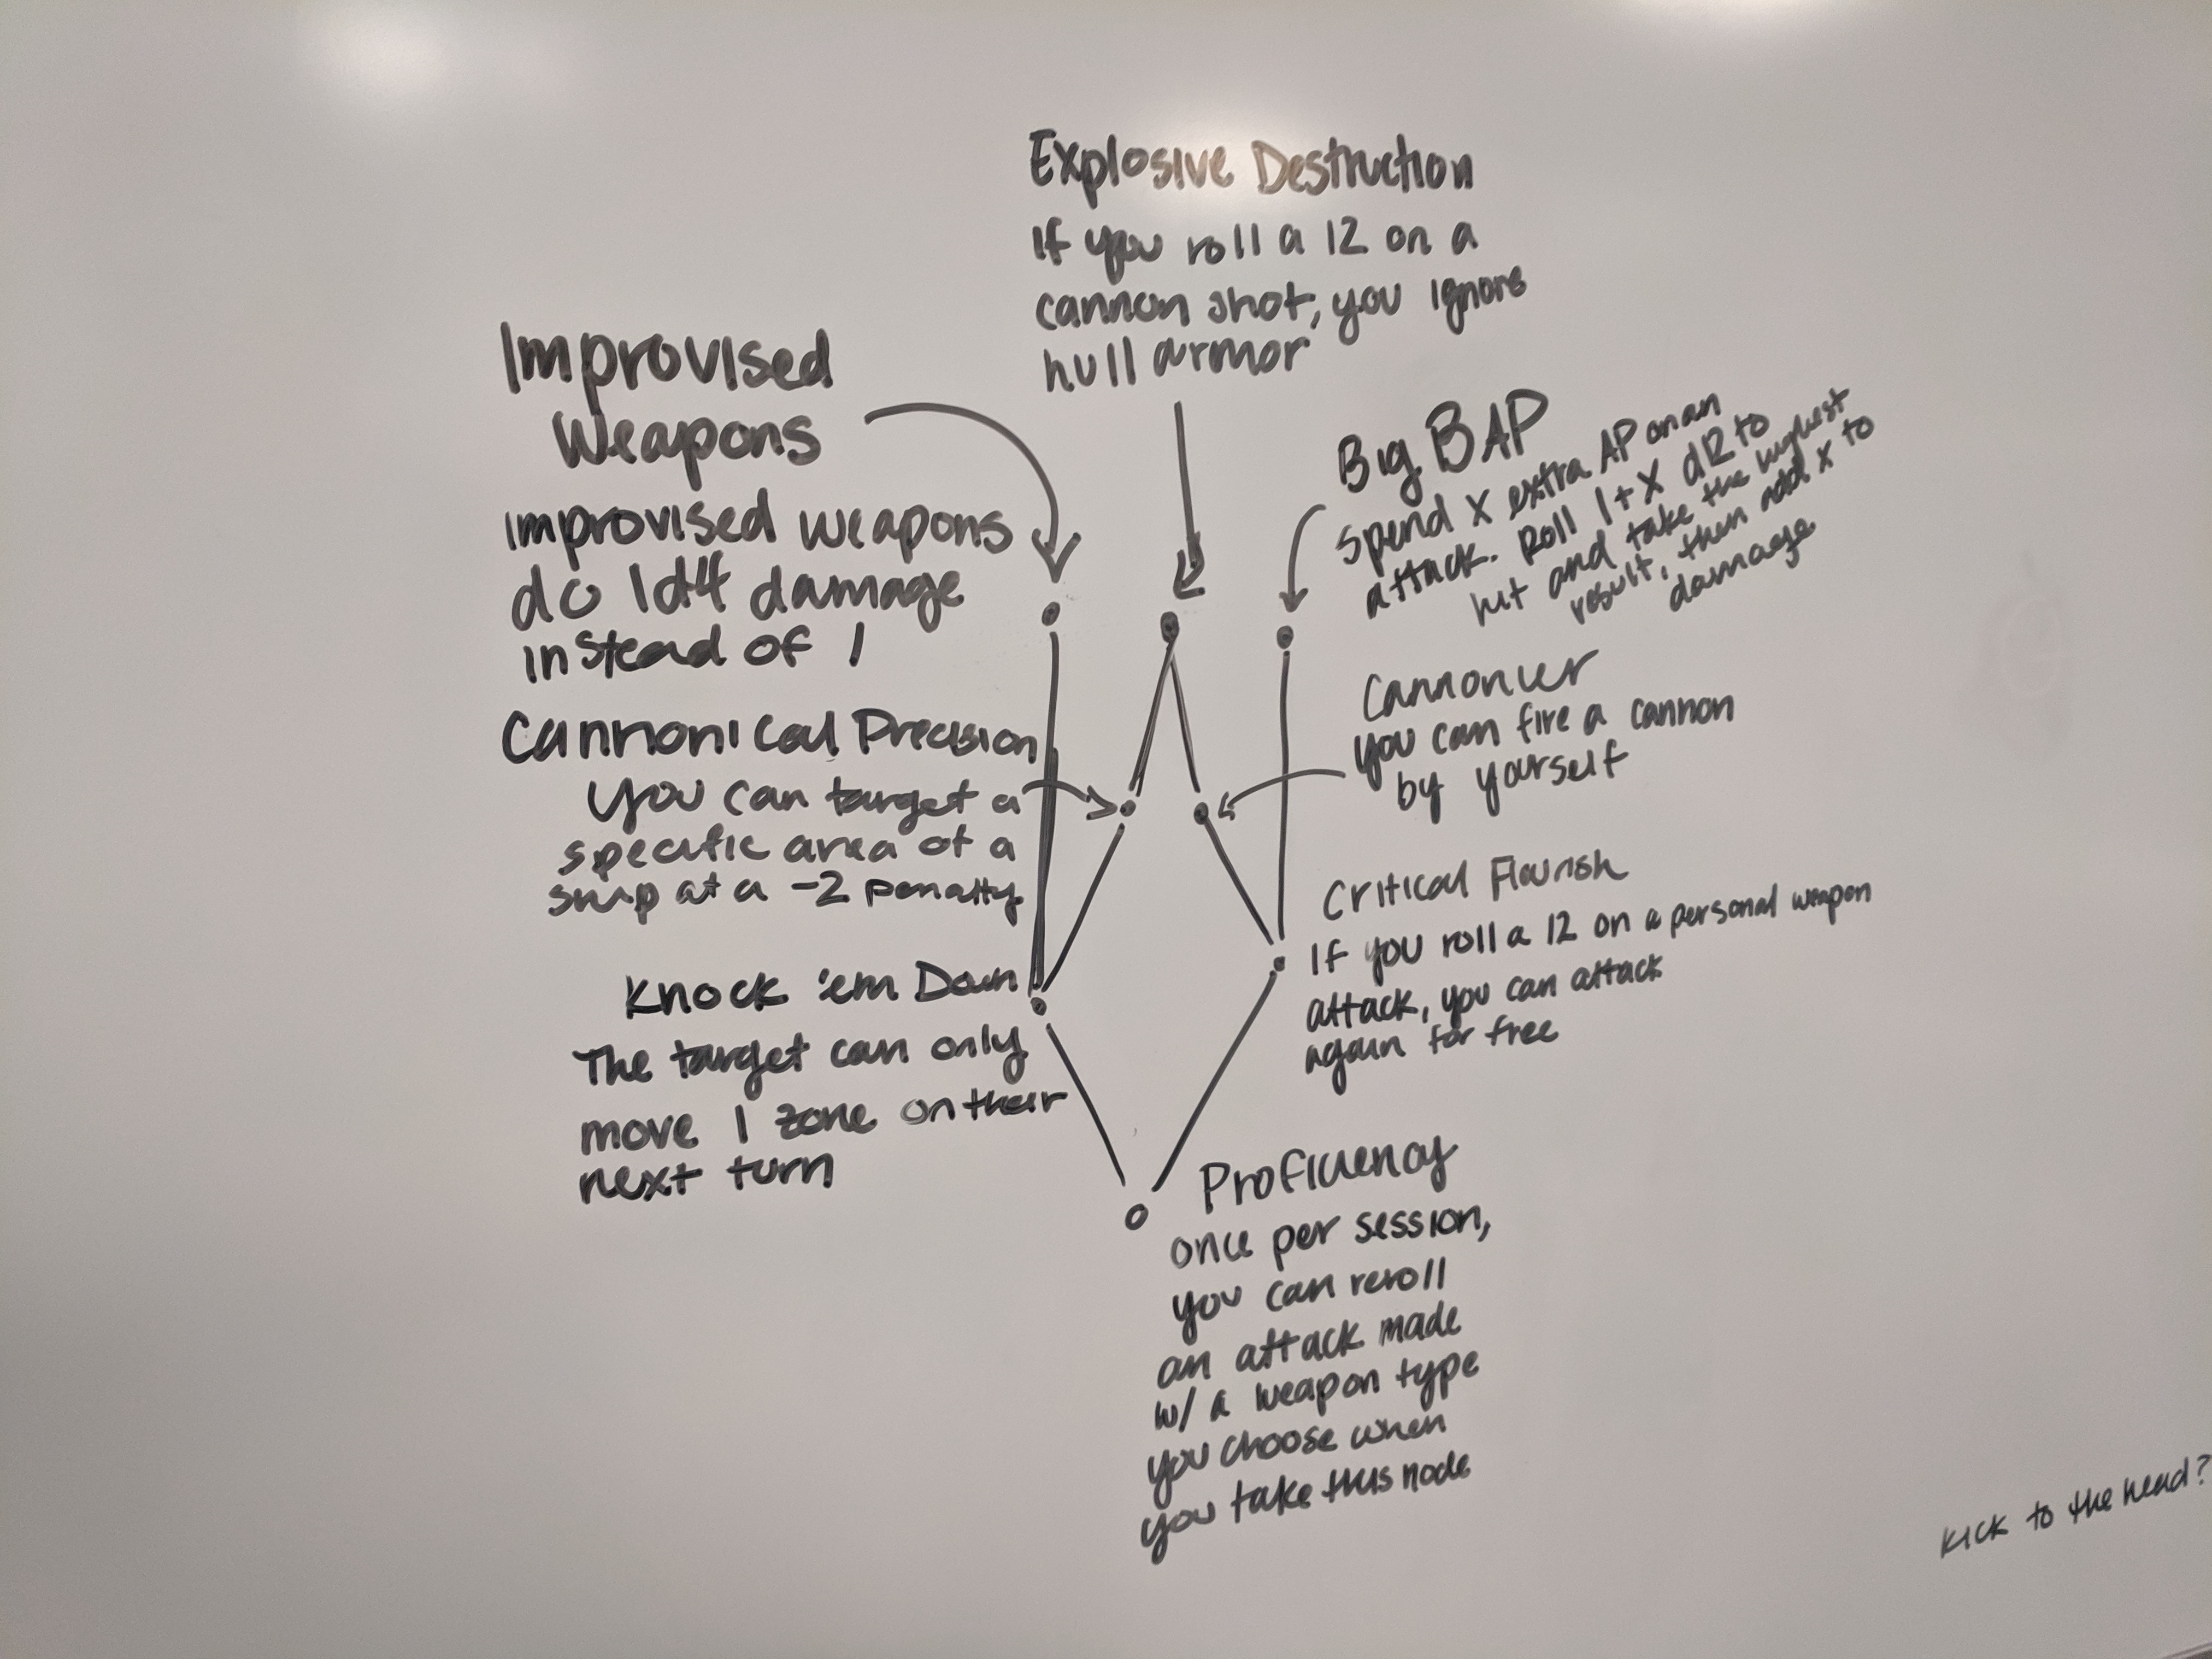 Explosive Destruction
If you roll a 12 on a
cannon shot, you ignore
hull armor
Improvised
Weapons
improvised weapons
do 1d4 damage
instead of 1
Big BAP
Spend X extra AP on an
attack. Roll 1+X d12 to
hit and take the highest
result, then add X to
damage
Cannonical Precision
You can target a
specific area of a
ship at a -2 penalty
Cannonier
you can fire a cannon
by yourself
Knock 'em Down
The target can only
move 1 zone on their
next turn
Critical Flourish
If you roll a 12 on a personal weapon
attack, you can attack
again for free
Proficiency
once per session,
you can reroll
an attack made
w/ a weapon type
you choose when
you take this node
kick to the head?